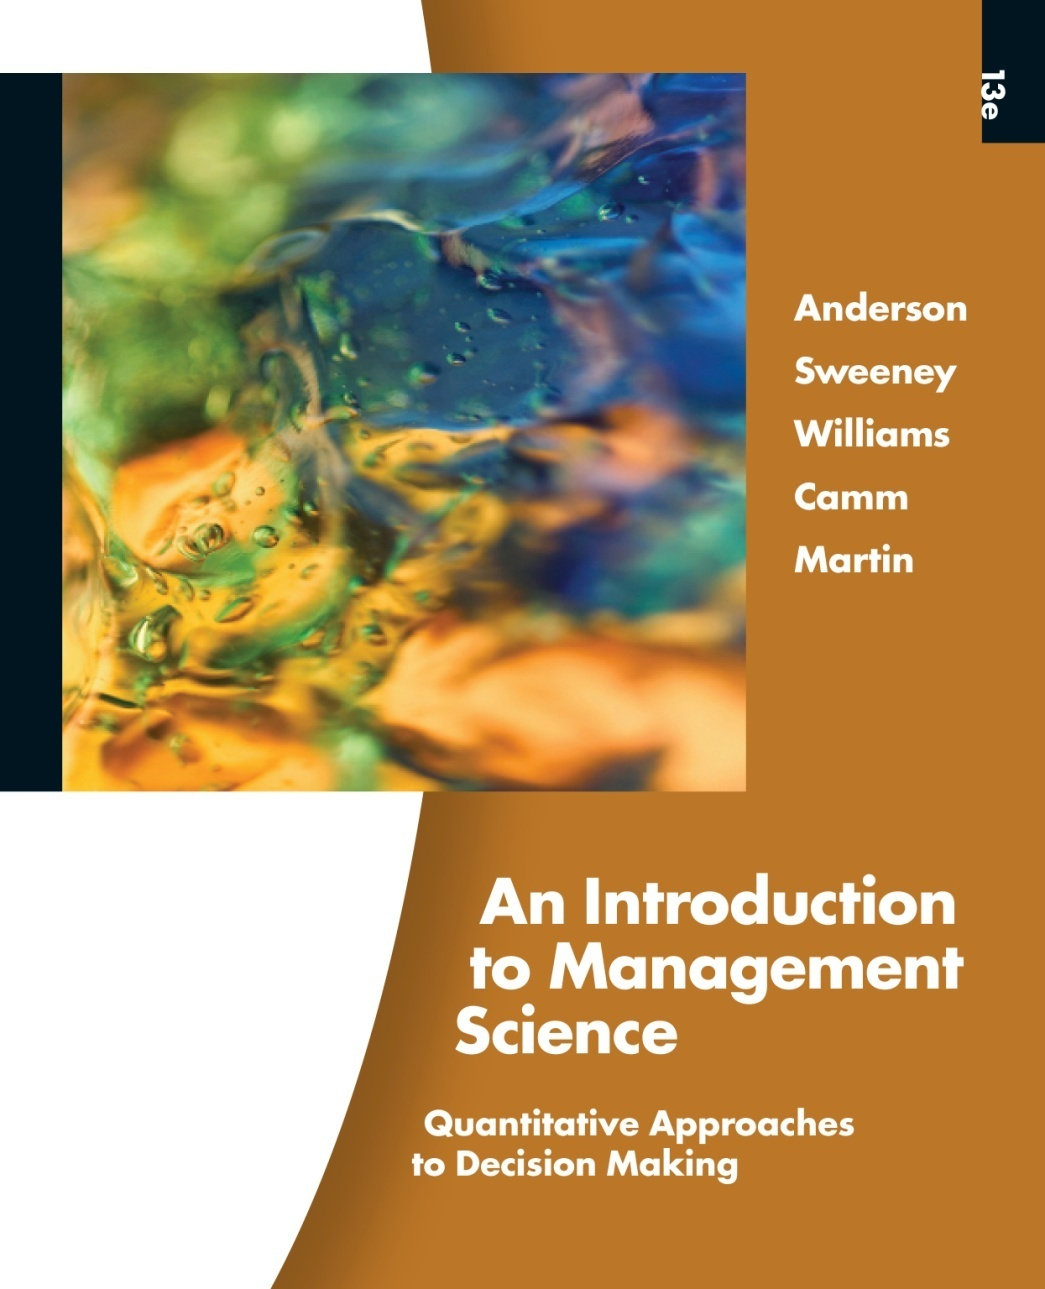 13e
Anderson
Sweeney
Williams
Camm
Martin
An Introduction
to Management
Science
Quantitative Approaches
to Decision Making